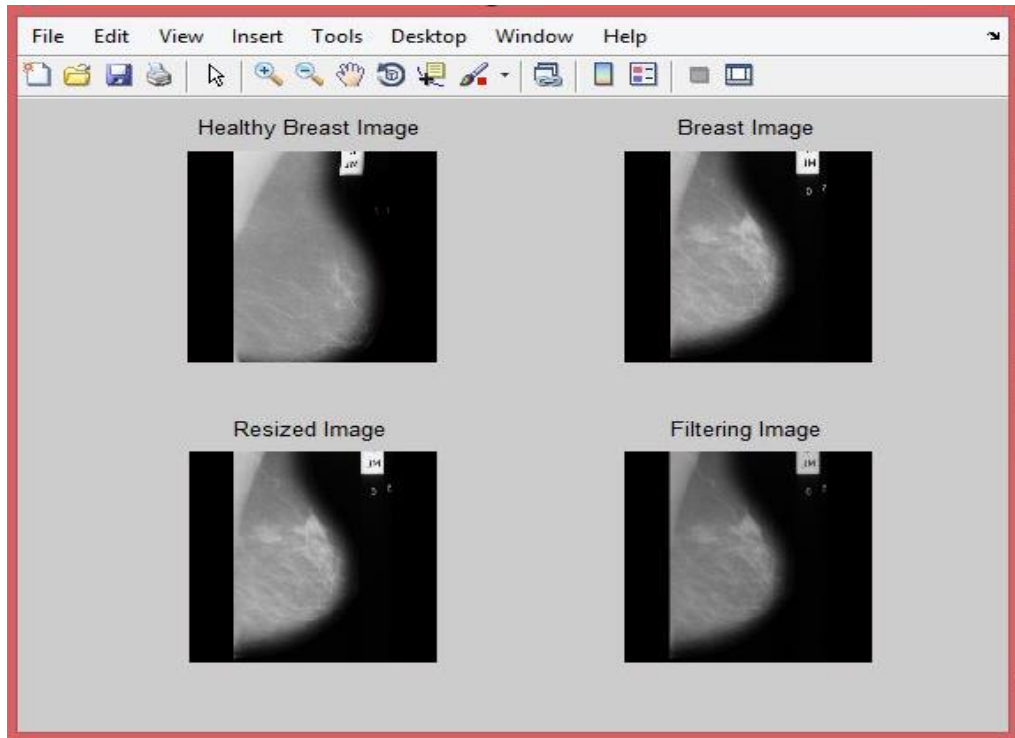 File Edit View Insert Tools Desktop Window Help
Healthy Breast Image
Breast Image
Resized Image
Filtering Image